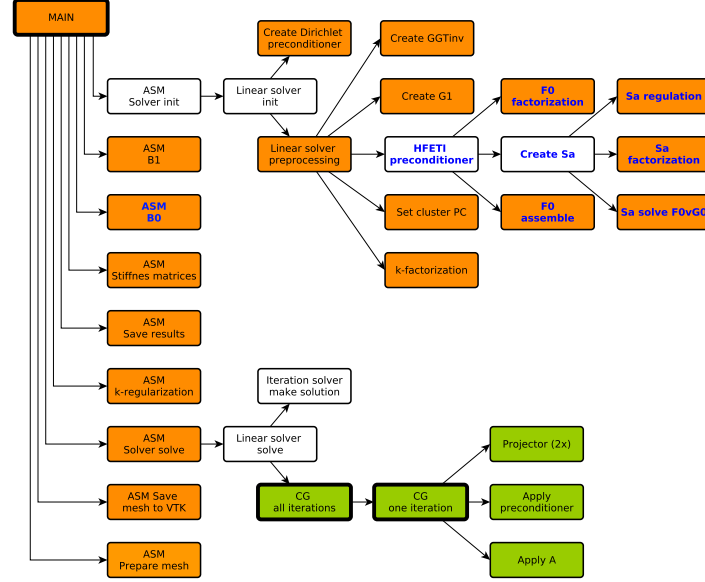 MAIN
Create Dirichlet
preconditioner
Create GGTinv
ASM
Solver init
Linear solver
init
Create G1
F0
factorization
Sa regulation
ASM
B1
Linear solver
preprocessing
HFETI
preconditioner
Create Sa
Sa
factorization
ASM
B0
Set cluster PC
F0
assemble
Sa solve F0vG0
ASM
Stiffnes matrices
k-factorization
ASM
Save results
ASM
k-regularization
Iteration solver
make solution
ASM
Solver solve
Linear solver
solve
Projector (2x)
ASM Save
mesh to VTK
CG
all iterations
CG
one iteration
Apply
preconditioner
ASM
Prepare mesh
Apply A